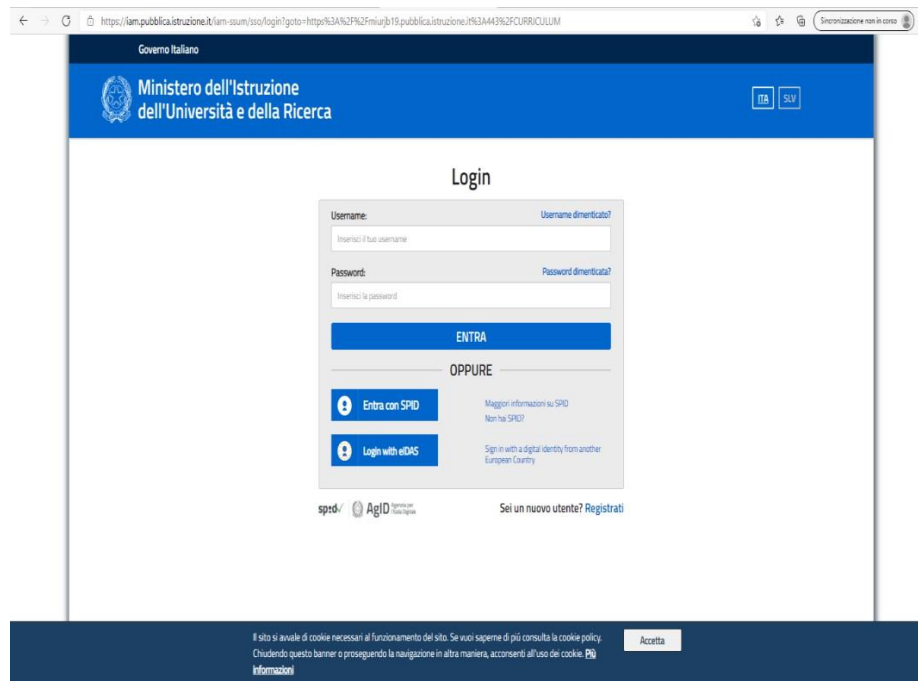 https://iam.pubblica.istruzione.it/iam-ssum/sso/login?goto=https%3A%2F%2Fmiurjb19.pubblica.istruzione.it%3A443%2FCURRICULUM
Sincronizzazione non in corso
Governo Italiano
Ministero dell'Istruzione
dell'Università e della Ricerca
ITA SLV
Login
Username: Username dimenticato?
Inserisci il tuo username
Password: Password dimenticata?
Inserisci la password
ENTRA
OPPURE
Entra con SPID
Maggiori informazioni su SPID
Non hai SPID?
Login with eIDAS
Sign in with a digital identity from another
European Country
sp:d AgID Agenzia per
l'Italia Digitale
Sei un nuovo utente? Registrati
Il sito si avvale di cookie necessari al funzionamento del sito. Se vuoi saperne di più consulta la cookie policy.
Chiudendo questo banner o proseguendo la navigazione in altra maniera, acconsenti all'uso dei cookie. Più
informazioni
Accetta